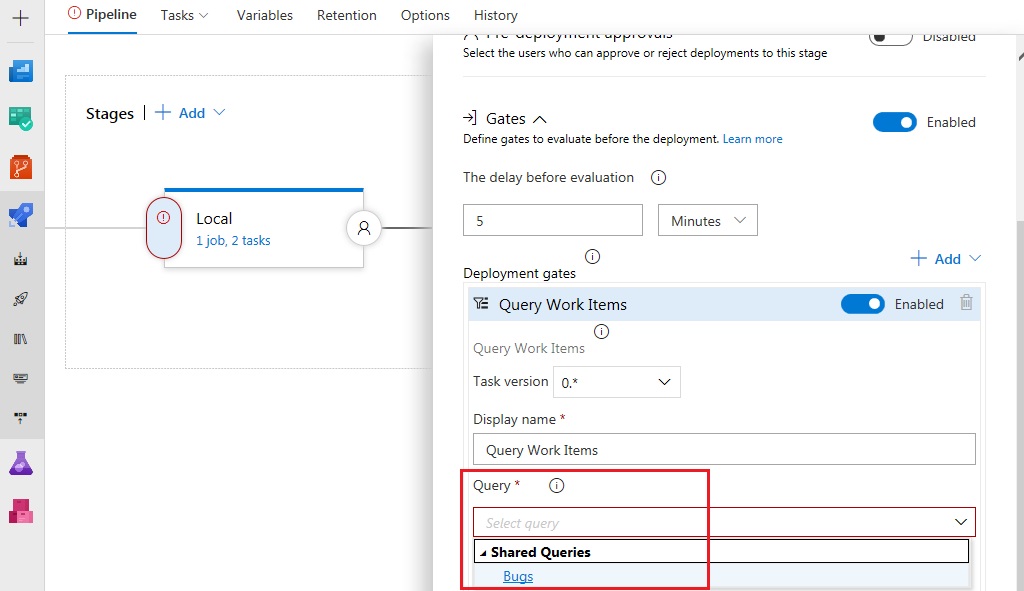 Pipeline Tasks Variables Retention Options History
Pre-deployment approvals
Disabled
Select the users who can approve or reject deployments to this stage
Stages | + Add
Gates
Enabled
Define gates to evaluate before the deployment. Learn more
The delay before evaluation
5 Minutes
Local
1 job, 2 tasks
Deployment gates
+ Add
Query Work Items
Enabled
Query Work Items
Task version 0.*
Display name *
Query Work Items
Query *
Select query
Shared Queries
Bugs